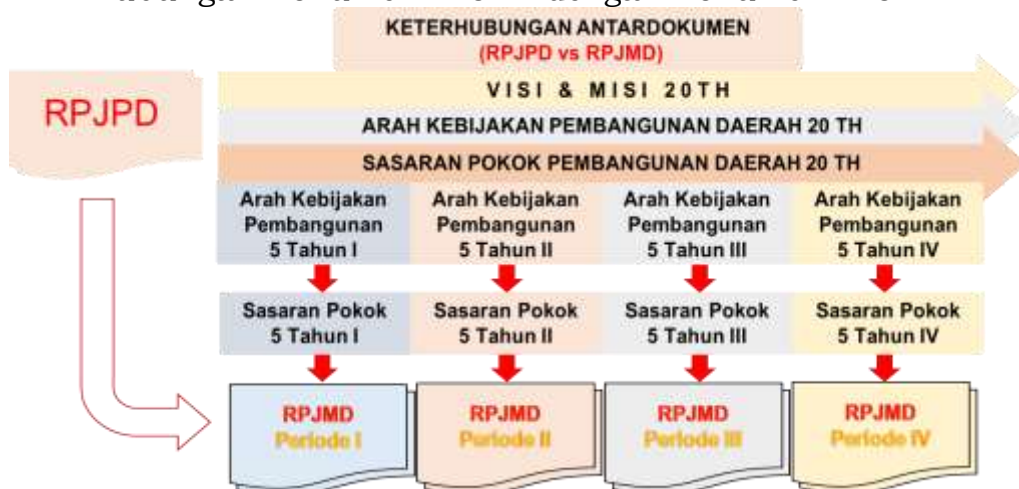 KETERHUBUNGAN ANTARDOKUMEN
(RPJPD vs RPJMD)
RPJPD
VISI & MISI 20TH
ARAH KEBIJAKAN PEMBANGUNAN DAERAH 20 TH
SASARAN POKOK PEMBANGUNAN DAERAH 20 TH
Arah Kebijakan
Pembangunan
5 Tahun I
Arah Kebijakan
Pembangunan
5 Tahun II
Arah Kebijakan
Pembangunan
5 Tahun III
Arah Kebijakan
Pembangunan
5 Tahun IV
Sasaran Pokok
5 Tahun I
Sasaran Pokok
5 Tahun II
Sasaran Pokok
5 Tahun III
Sasaran Pokok
5 Tahun IV
RPJMD
Periode I
RPJMD
Periode II
RPJMD
Periode III
RPJMD
Periode IV